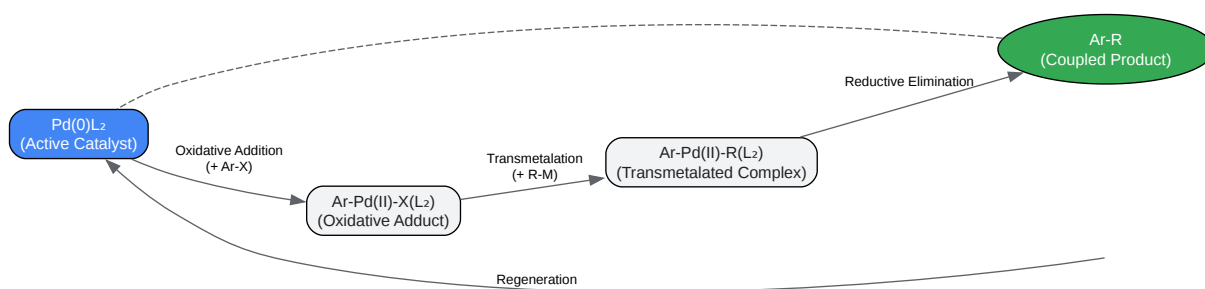 Ar-R
(Coupled Product)
Reductive Elimination
Pd(0)L₂
(Active Catalyst)
Oxidative Addition
(+ Ar-X)
Transmetalation
(+ R-M)
Ar-Pd(II)-R(L₂)
(Transmetalated Complex)
Ar-Pd(II)-X(L₂)
(Oxidative Adduct)
Regeneration